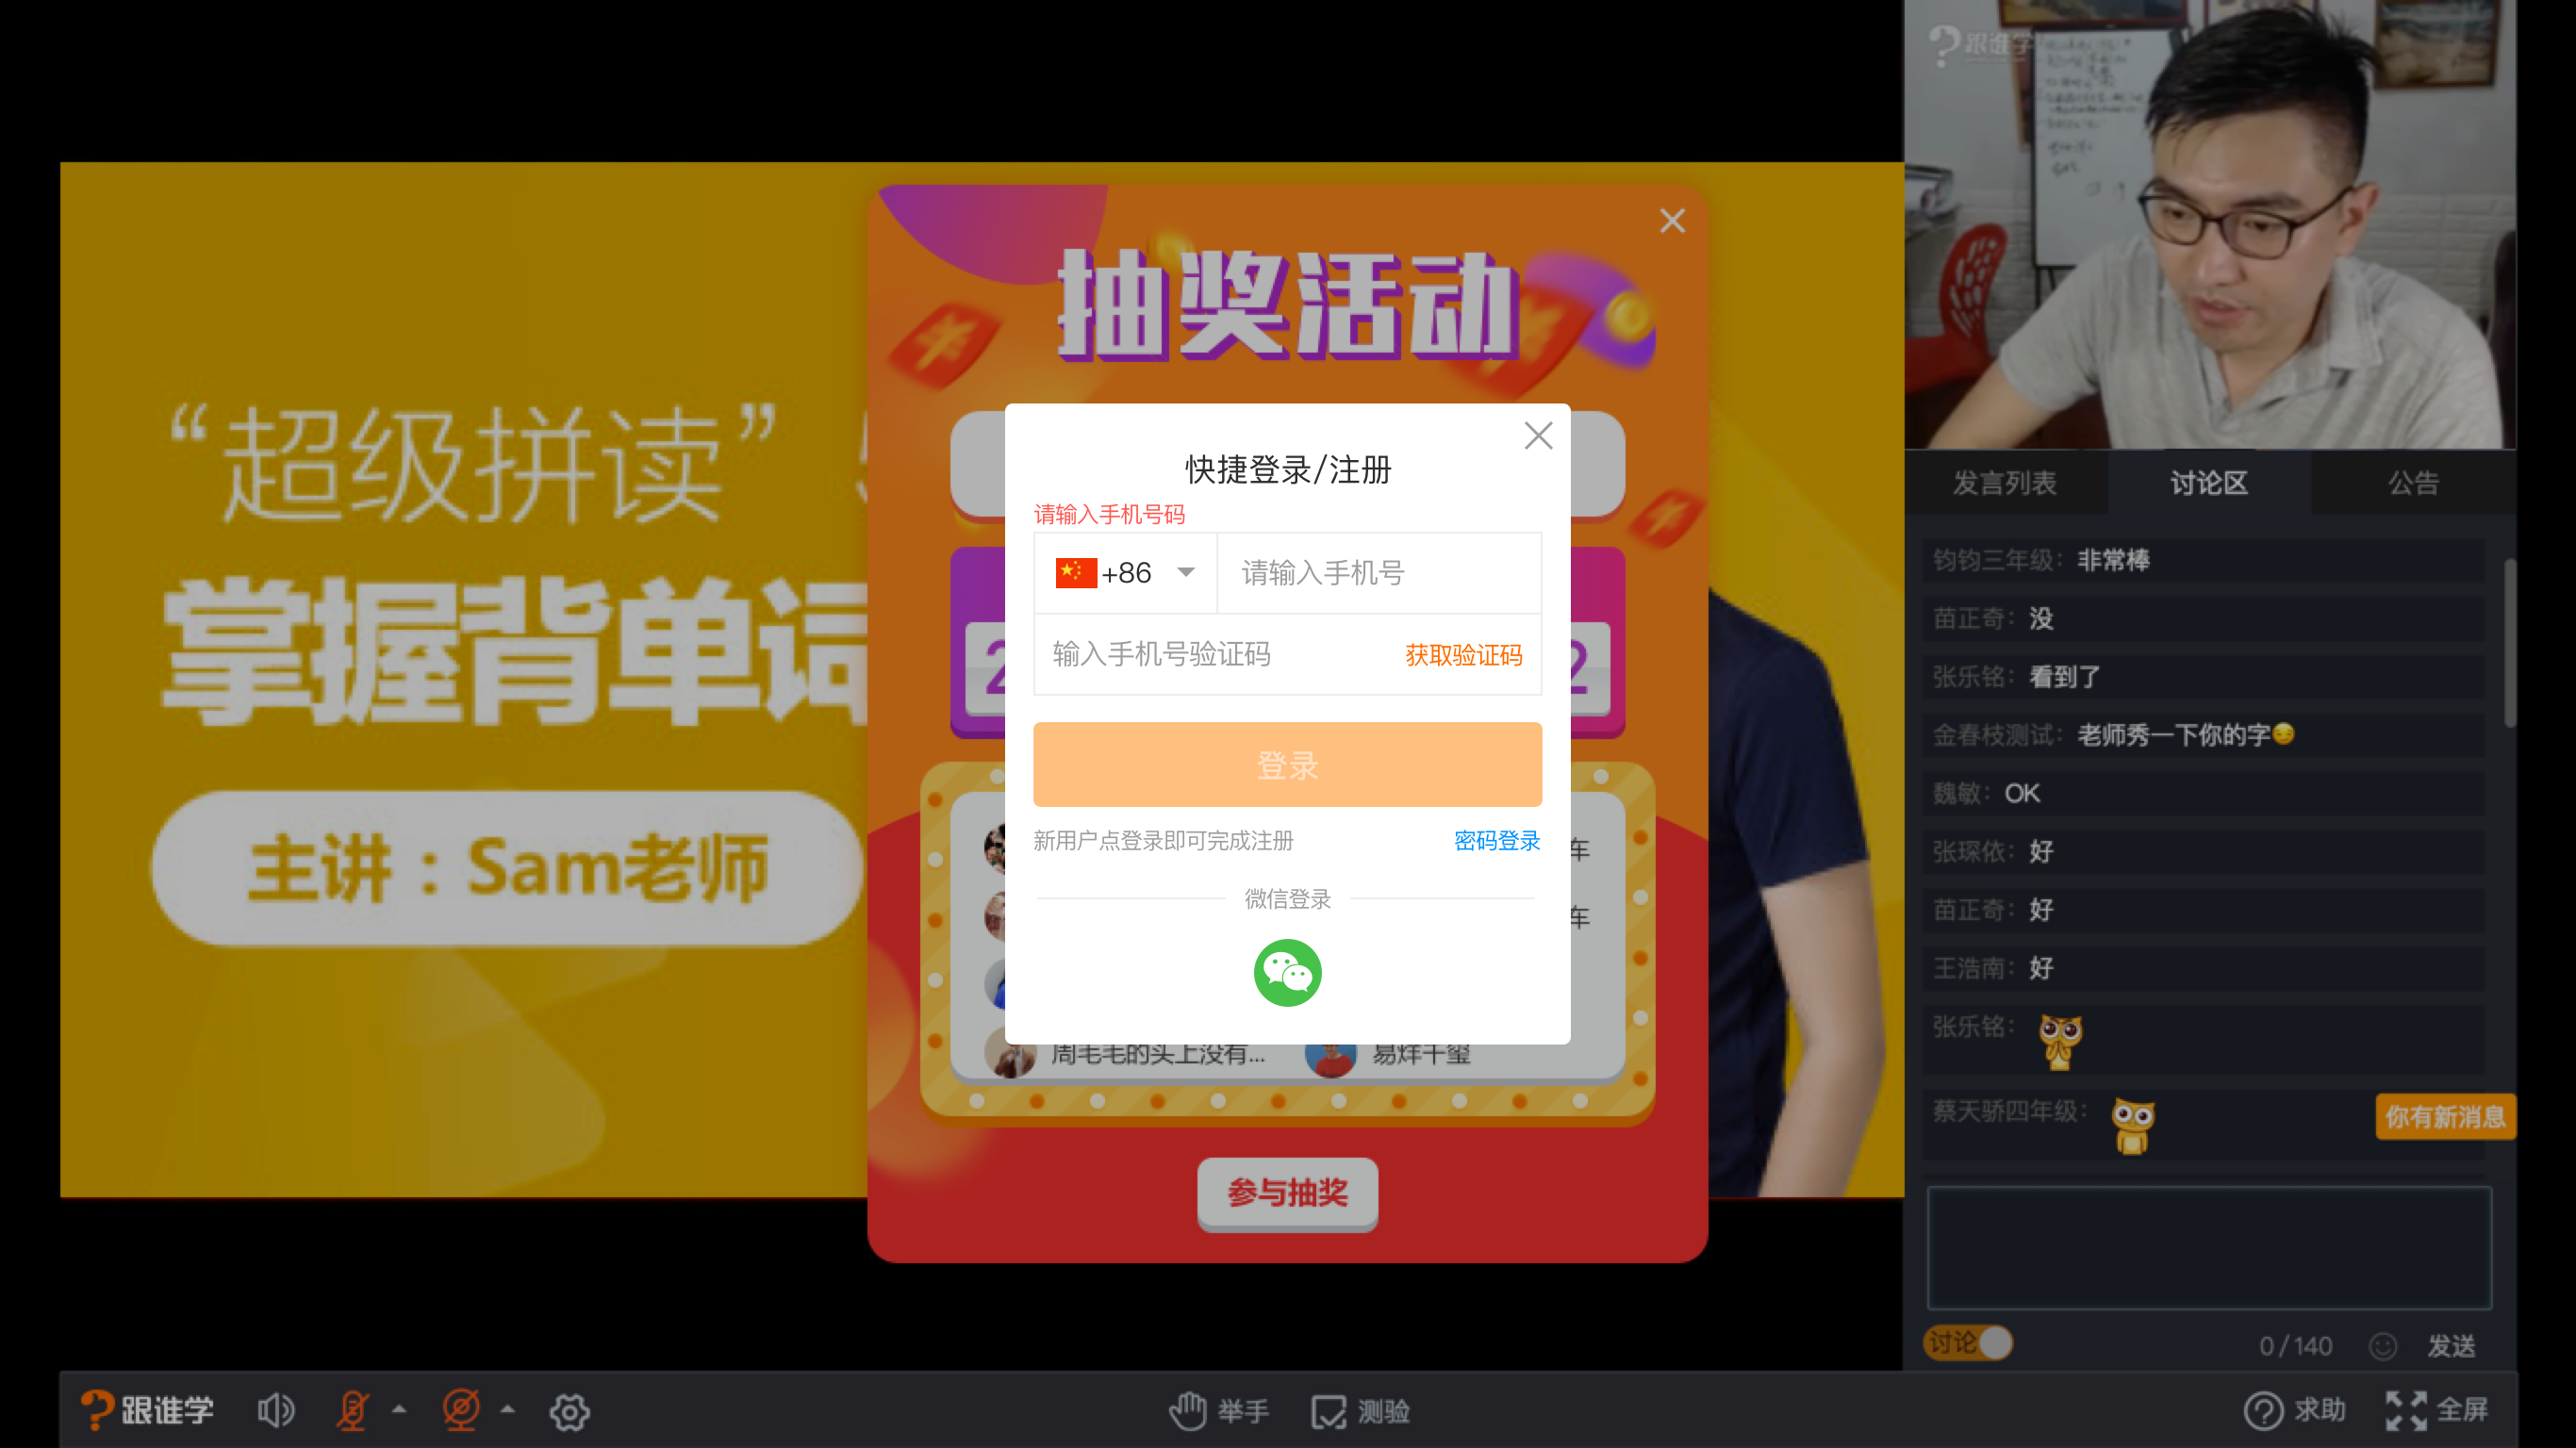 跟谁学
抽奖活动
“超级拼读”
掌握背单词
主讲：Sam老师
快捷登录/注册
请输入手机号码
+86
请输入手机号
输入手机号验证码
获取验证码
2
2
登录
新用户点登录即可完成注册
密码登录
车
微信登录
车
周毛毛的头上没有...
易烊千玺
参与抽奖
发言列表
讨论区
公告
钧钧三年级：非常棒
苗正奇：没
张乐铭：看到了
金春枝测试：老师秀一下你的字😏
魏敏：OK
张琛依：好
苗正奇：好
王浩南：好
张乐铭：
蔡天骄四年级：
你有新消息
讨论
0/140
发送
跟谁学
举手
测验
求助
全屏